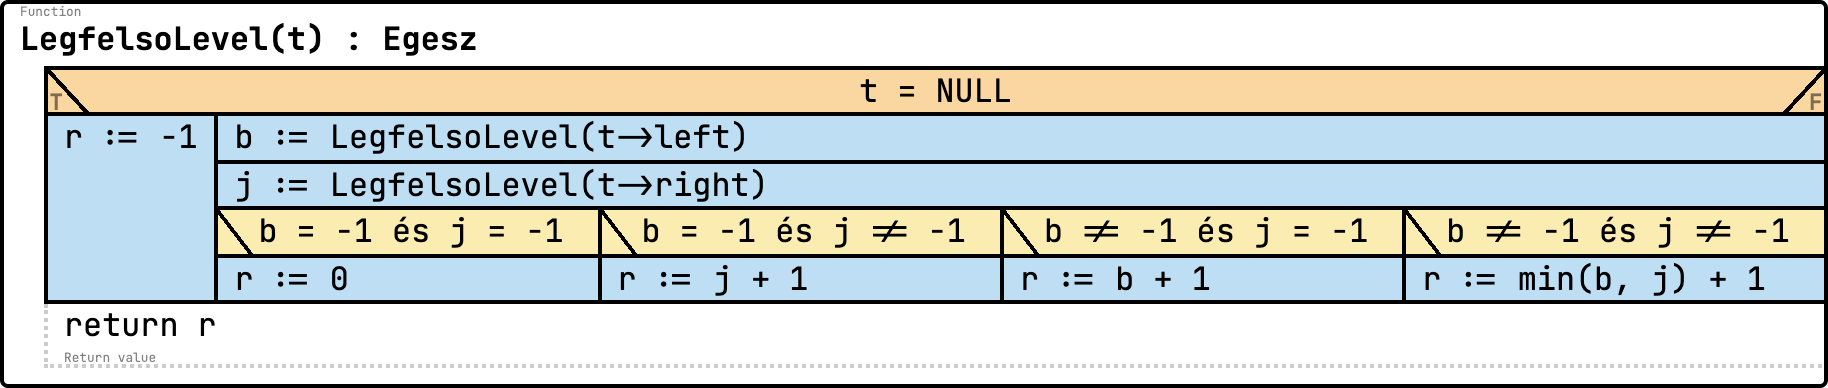 Function
LegfelsoLevel(t) : Egesz
t = NULL
T
F
r := -1
b := LegfelsoLevel(t->left)
j := LegfelsoLevel(t->right)
b = -1 és j = -1
b = -1 és j ≠ -1
b ≠ -1 és j = -1
b ≠ -1 és j ≠ -1
r := 0
r := j + 1
r := b + 1
r := min(b, j) + 1
return r
Return value